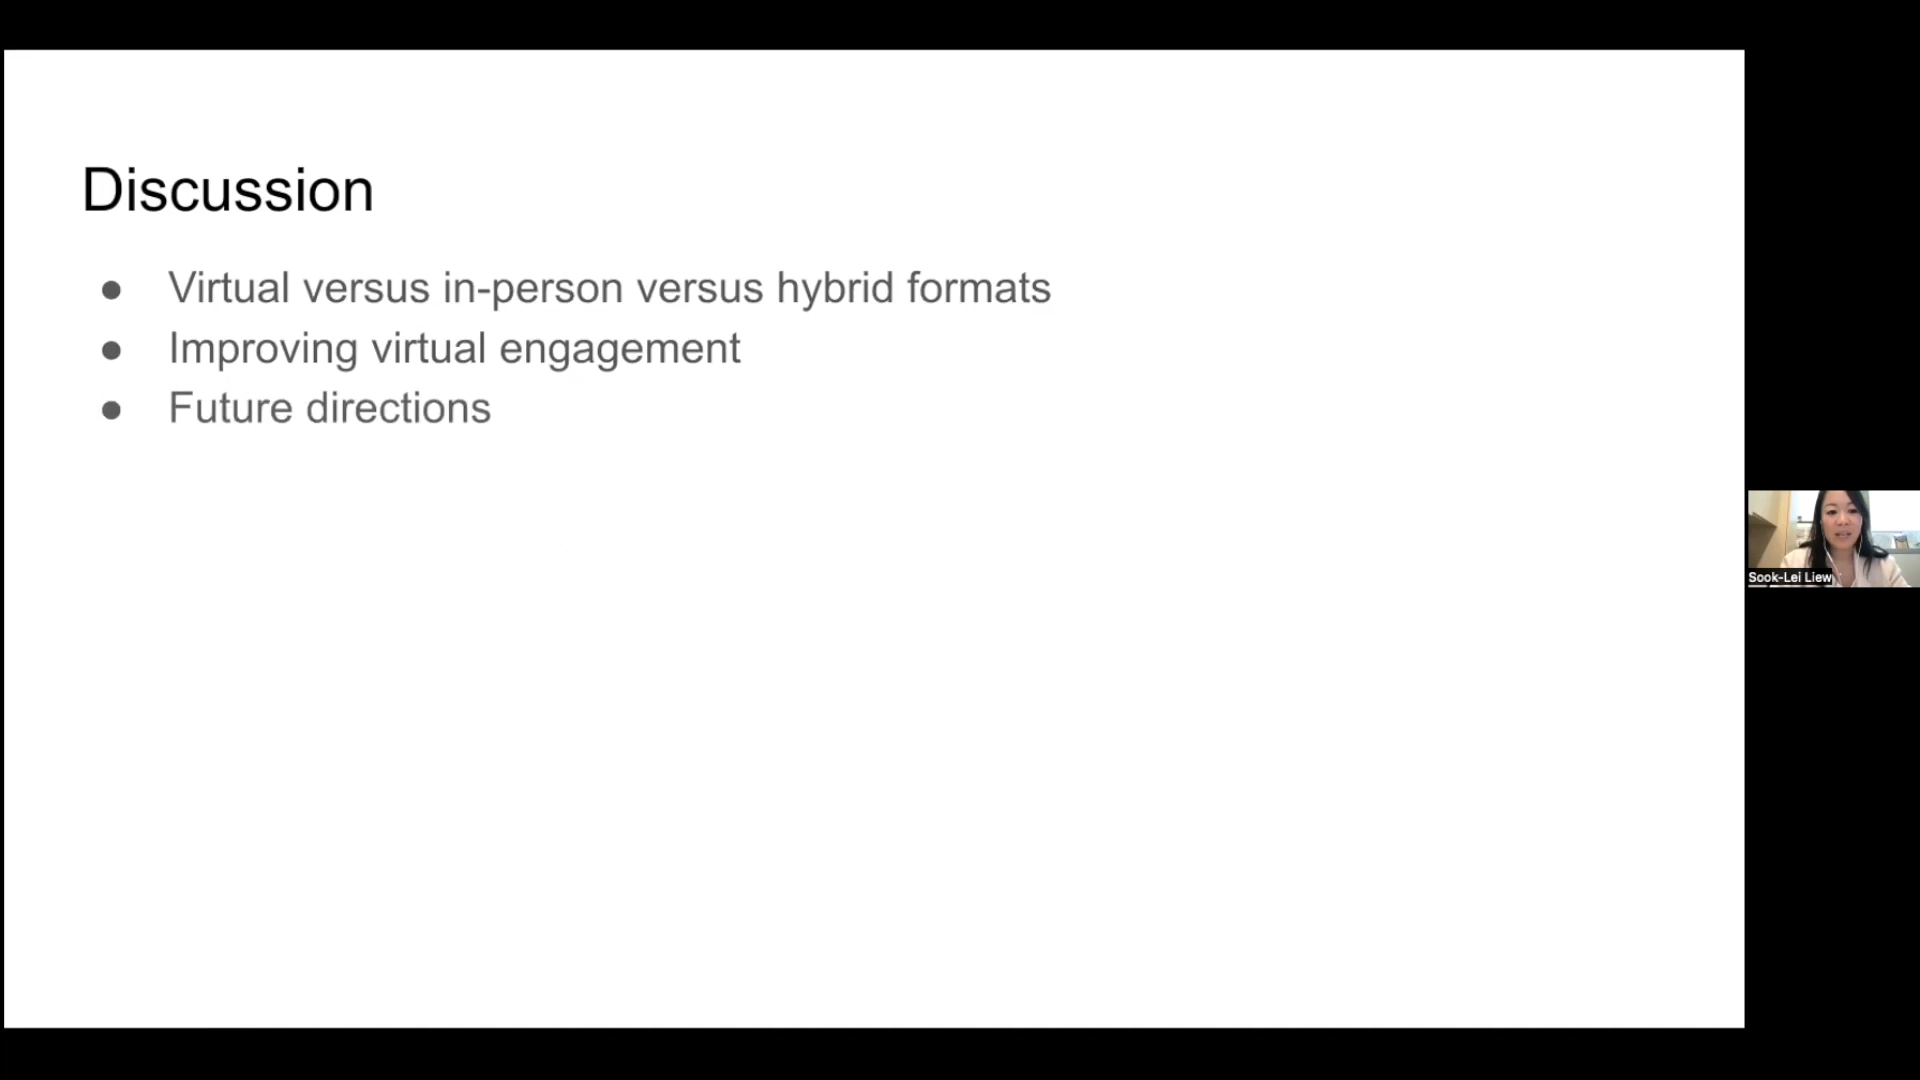 Discussion
● Virtual versus in-person versus hybrid formats
● Improving virtual engagement
● Future directions
Sook-Lei Liew